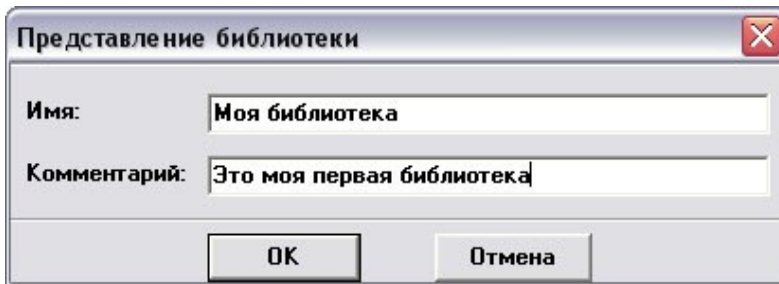 Представление библиотеки
Имя: Моя библиотека
Комментарий: Это моя первая библиотека
OK Отмена